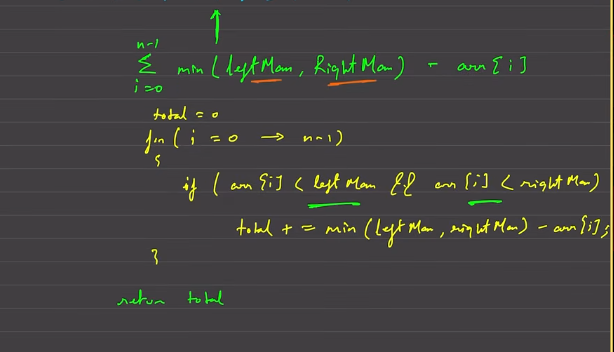 n-1
Σ min(leftMax, RightMax) - arr[i]
i=0
total = 0
for( i = 0 → n-1)
{
if ( arr[i] < leftMax && arr[i] < rightMax)
total + = min(leftMax, rightMax) - arr[i];
}
return total